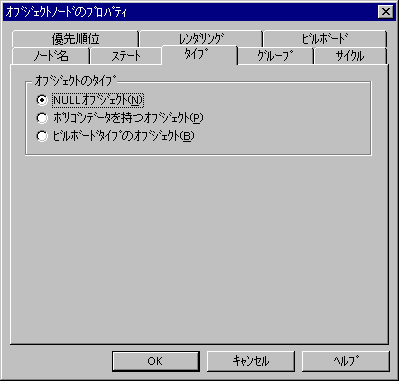 ｵﾌﾞｼﾞｪｸﾄﾉｰﾄﾞのﾌﾟﾛﾊﾟﾃｨ
優先順位 ﾚﾝﾀﾞﾘﾝｸﾞ ﾋﾞﾙﾎﾞｰﾄﾞ
ﾉｰﾄﾞ名 ｽﾃｰﾄ ﾀｲﾌﾟ ｸﾞﾙｰﾌﾟ ｻｲｸﾙ
ｵﾌﾞｼﾞｪｸﾄのﾀｲﾌﾟ
NULLｵﾌﾞｼﾞｪｸﾄ(N)
ﾎﾟﾘｺﾞﾝﾃﾞｰﾀを持つｵﾌﾞｼﾞｪｸﾄ(P)
ﾋﾞﾙﾎﾞｰﾄﾞﾀｲﾌﾟのｵﾌﾞｼﾞｪｸﾄ(B)
OK ｷｬﾝｾﾙ ﾍﾙﾌﾟ